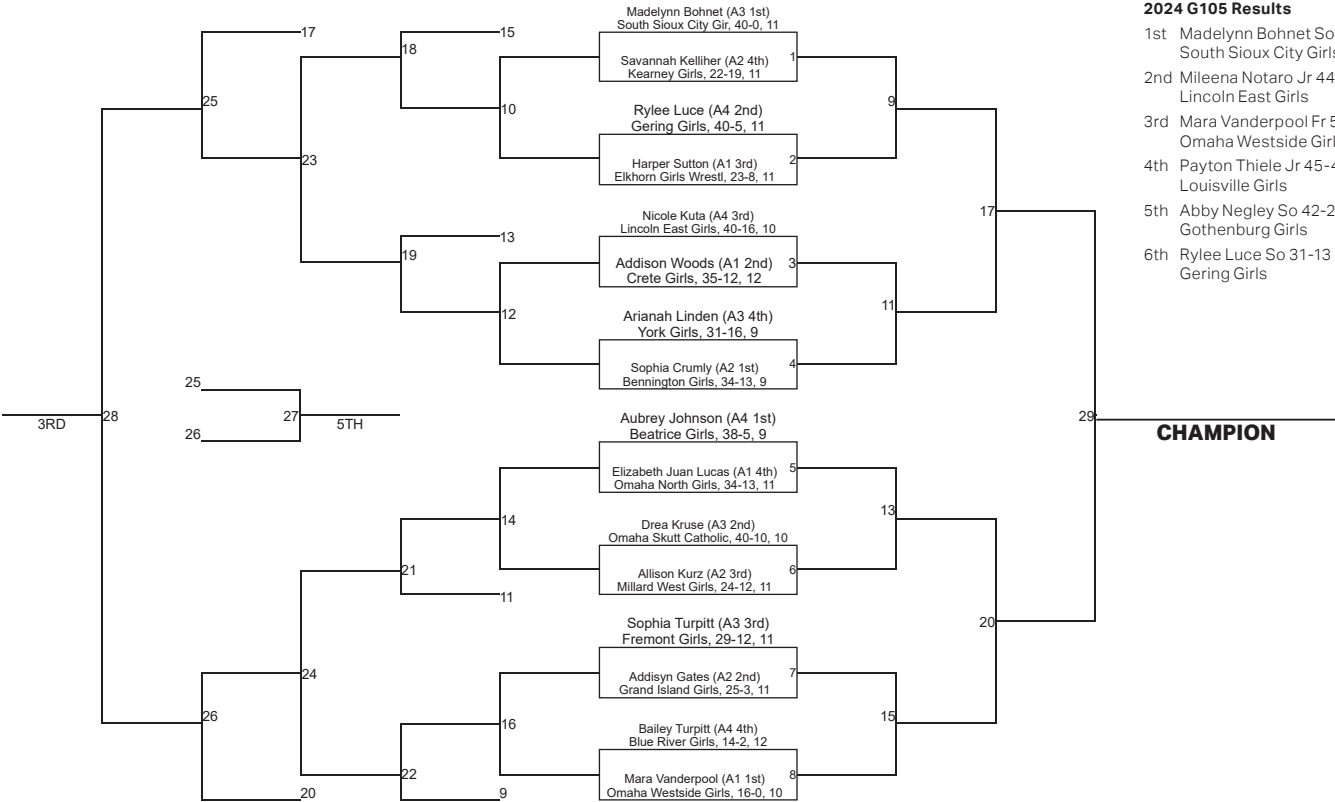 17
18
15
25
10
23
19
13
12
25
26
27
5TH
3RD
28
14
21
11
24
26
16
22
20
9
Madelynn Bohnet (A3 1st)
South Sioux City Gir, 40-0, 11
Savannah Kelliher (A2 4th)
Kearney Girls, 22-19, 11
1
Rylee Luce (A4 2nd)
Gering Girls, 40-5, 11
Harper Sutton (A1 3rd)
Elkhorn Girls Wrestl, 23-8, 11
2
Nicole Kuta (A4 3rd)
Lincoln East Girls, 40-16, 10
Addison Woods (A1 2nd)
Crete Girls, 35-12, 12
3
Arianah Linden (A3 4th)
York Girls, 31-16, 9
Sophia Crumly (A2 1st)
Bennington Girls, 34-13, 9
4
Aubrey Johnson (A4 1st)
Beatrice Girls, 38-5, 9
Elizabeth Juan Lucas (A1 4th)
Omaha North Girls, 34-13, 11
5
Drea Kruse (A3 2nd)
Omaha Skutt Catholic, 40-10, 10
Allison Kurz (A2 3rd)
Millard West Girls, 24-12, 11
6
Sophia Turpitt (A3 3rd)
Fremont Girls, 29-12, 11
Addisyn Gates (A2 2nd)
Grand Island Girls, 25-3, 11
7
Bailey Turpitt (A4 4th)
Blue River Girls, 14-2, 12
Mara Vanderpool (A1 1st)
Omaha Westside Girls, 16-0, 10
8
9
11
17
13
15
20
29
CHAMPION
2024 G105 Results
1st Madelynn Bohnet So
South Sioux City Girls
2nd Mileena Notaro Jr 44
Lincoln East Girls
3rd Mara Vanderpool Fr 5
Omaha Westside Girl
4th Payton Thiele Jr 45-4
Louisville Girls
5th Abby Negley So 42-2
Gothenburg Girls
6th Rylee Luce So 31-13
Gering Girls